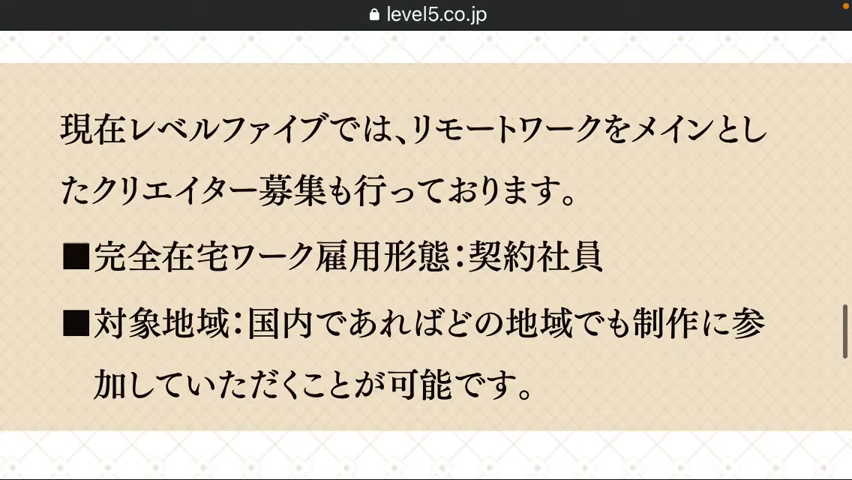 level5.co.jp
現在レベルファイブでは、リモートワークをメインとし
たクリエイター募集も行っております。
■完全在宅ワーク雇用形態：契約社員
■対象地域：国内であればどの地域でも制作に参
加していただくことが可能です。